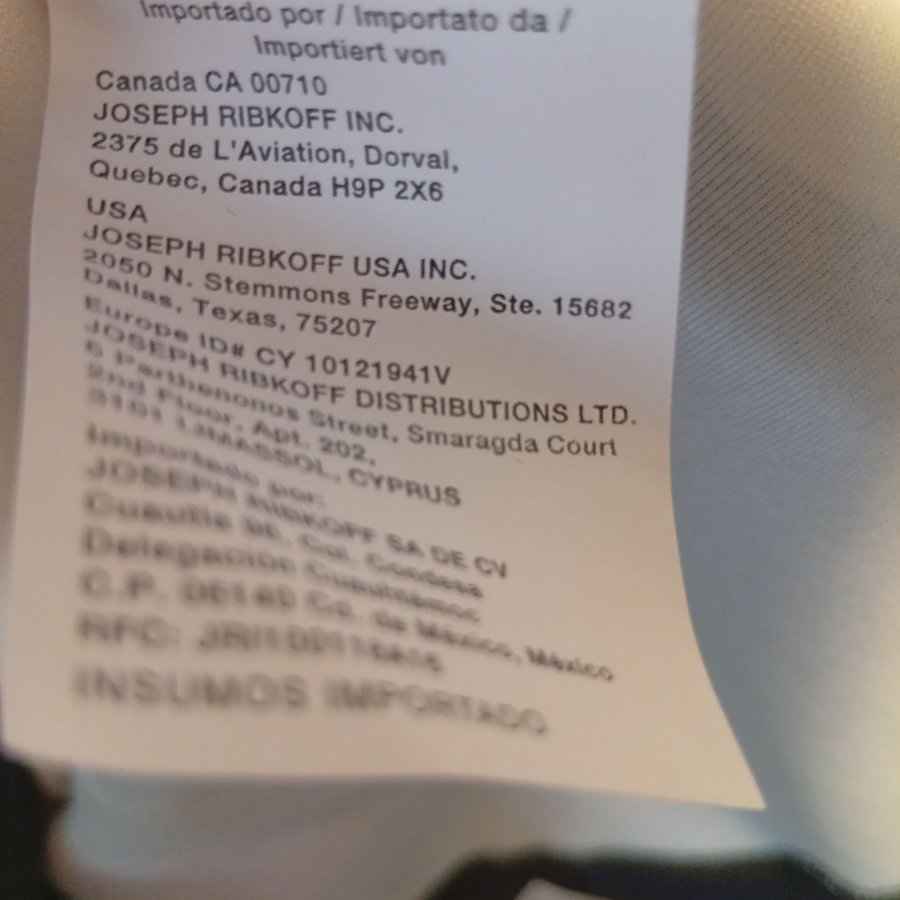 Importado por / Importato da /
Importiert von
Canada CA 00710
JOSEPH RIBKOFF INC.
2375 de L'Aviation, Dorval,
Quebec, Canada H9P 2X6
USA
JOSEPH RIBKOFF USA INC.
2050 N. Stemmons Freeway, Ste. 15682
Dallas, Texas, 75207
Europe ID# CY 10121941V
JOSEPH RIBKOFF DISTRIBUTIONS LTD.
6 Parthenonos Street, Smaragda Court
2nd Floor, Apt. 202,
LIMASSOL, CYPRUS
Importado por:
JOSEPH RIBKOFF SA DE CV
Col. Condesa
Delegación Cuauhtémoc
C.P. 06140 Cd. de México, México
RFC:
INSUMOS IMPORTADO